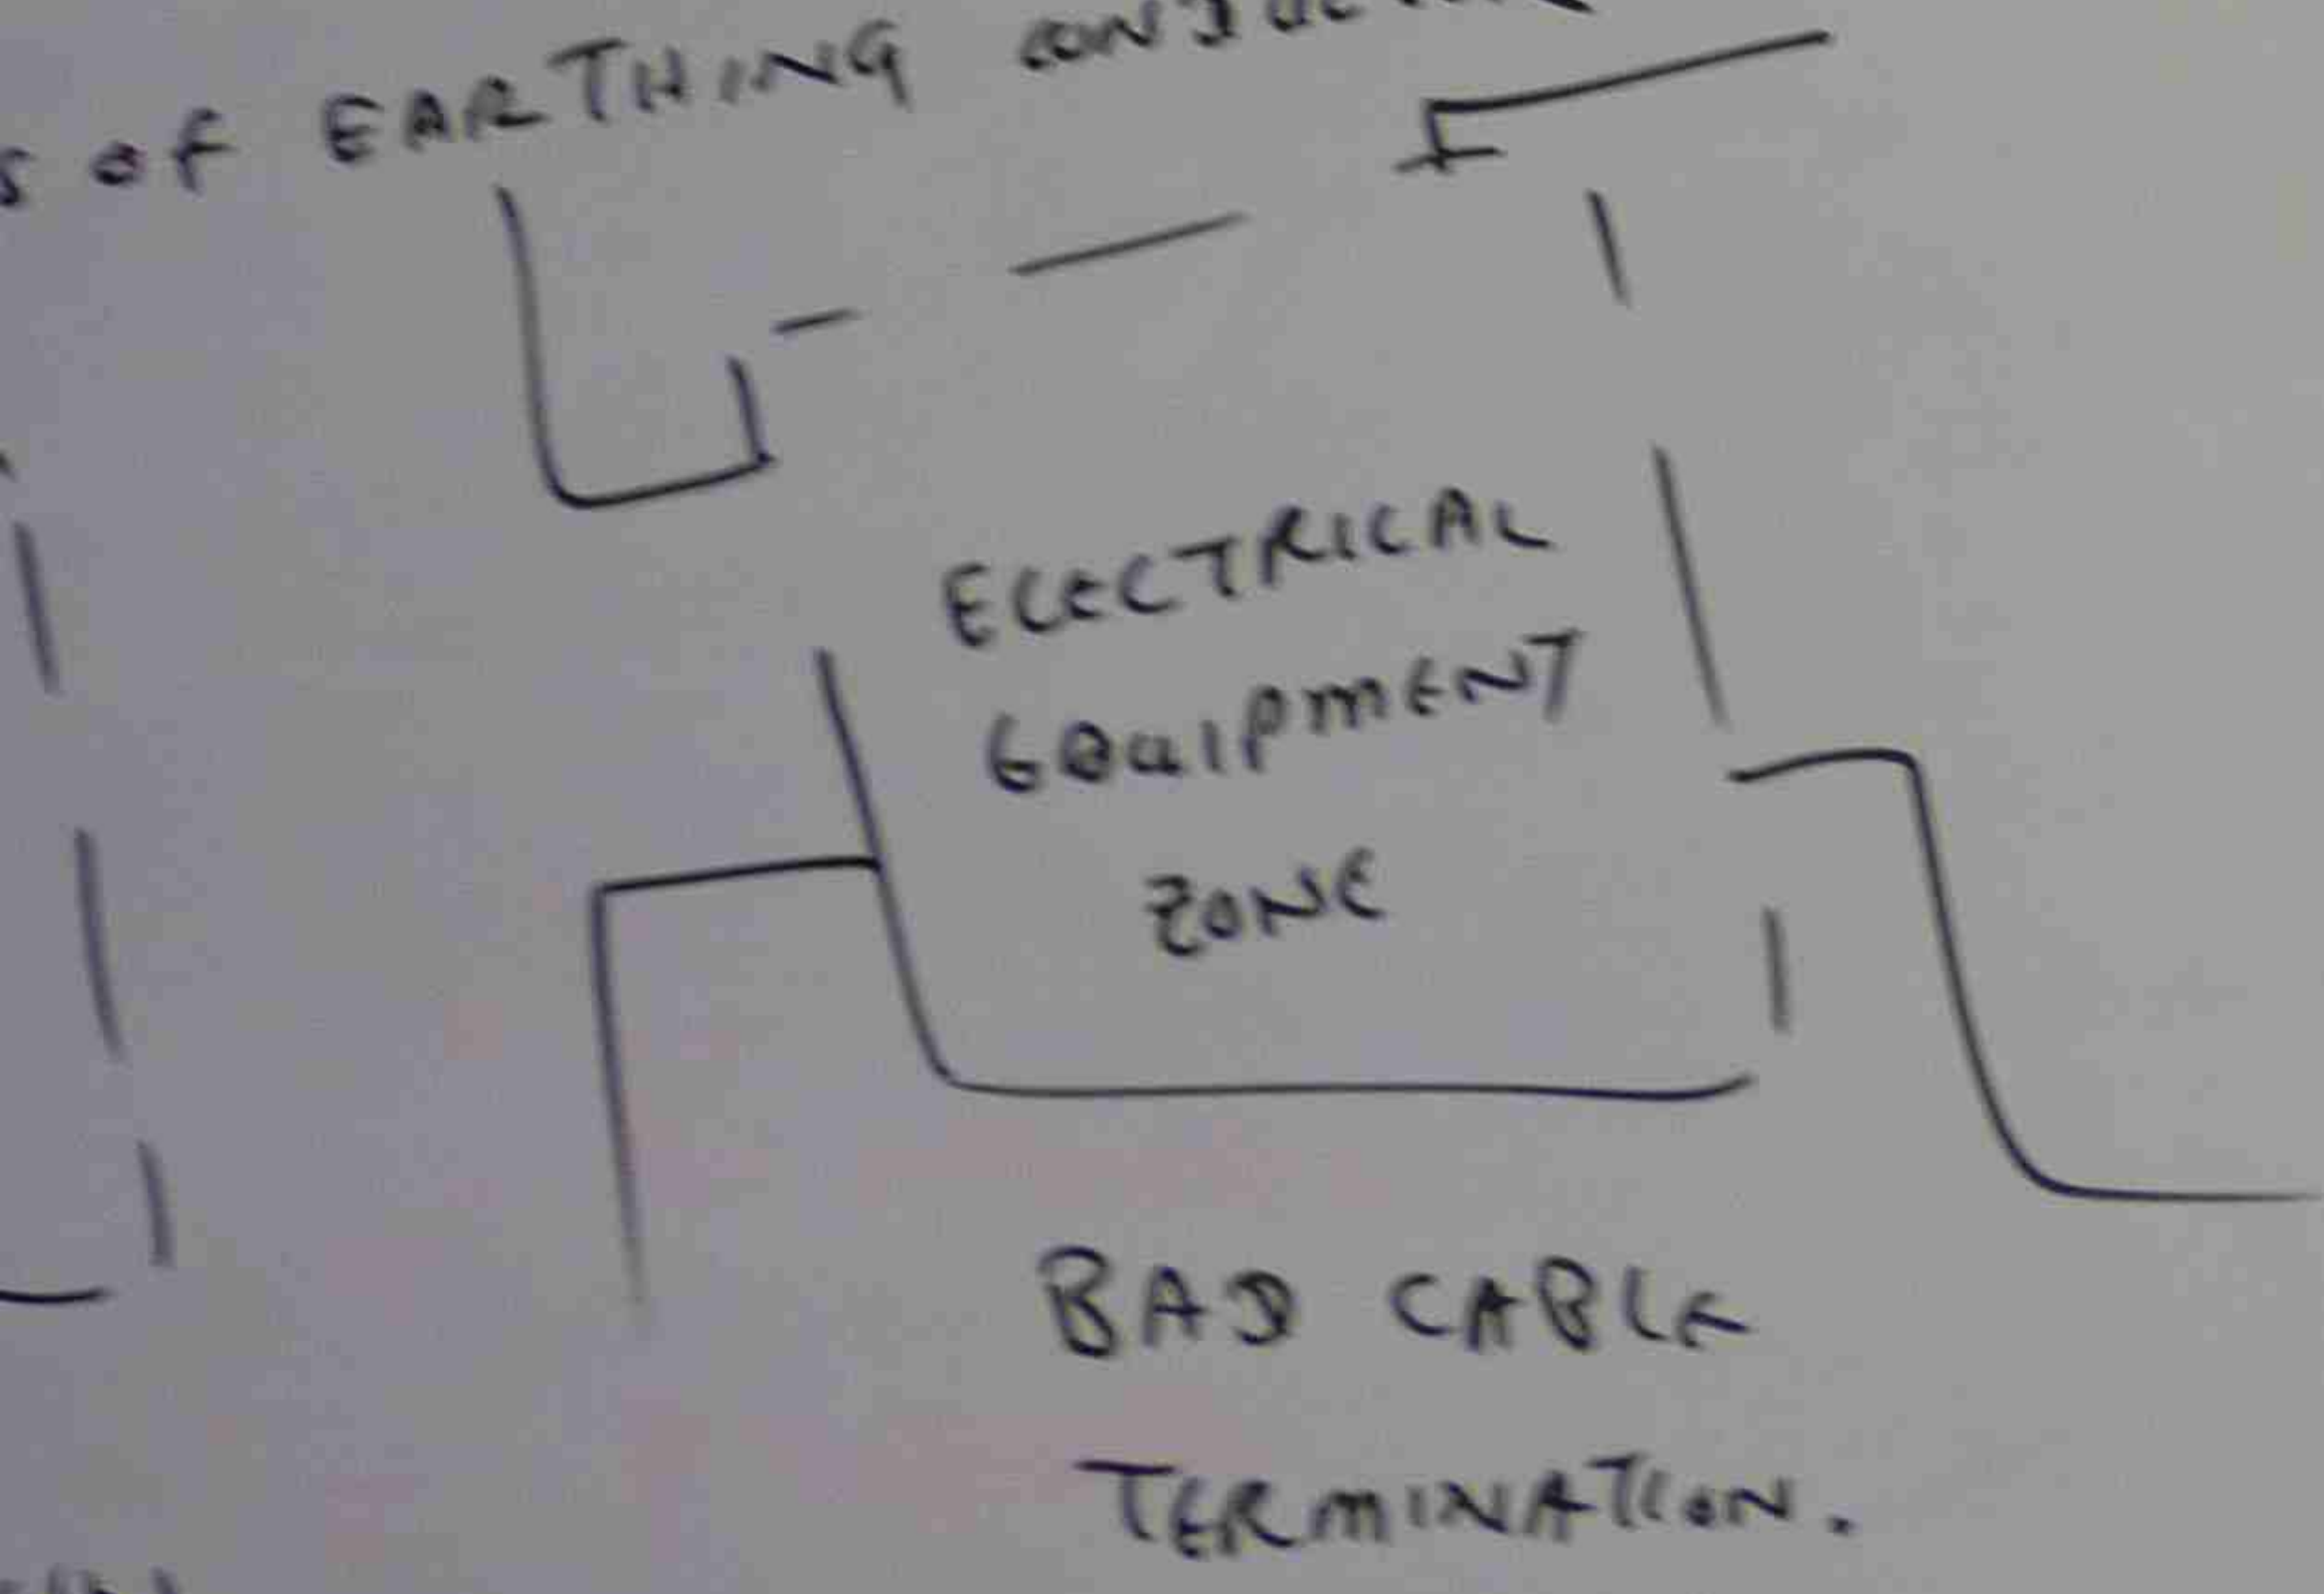 of EARTHING
ELECTRICAL
EQUIPMENT
ZONE
BAD CABLE
TERMINATION.